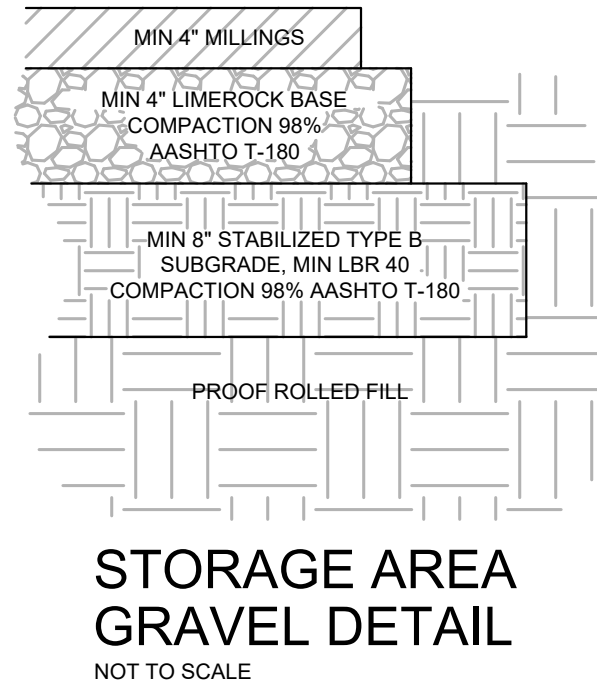 MIN 4" MILLINGS
MIN 4" LIMEROCK BASE
COMPACTION 98%
AASHTO T-180
MIN 8" STABILIZED TYPE B
SUBGRADE, MIN LBR 40
COMPACTION 98% AASHTO T-180
PROOF ROLLED FILL
STORAGE AREA
GRAVEL DETAIL
NOT TO SCALE